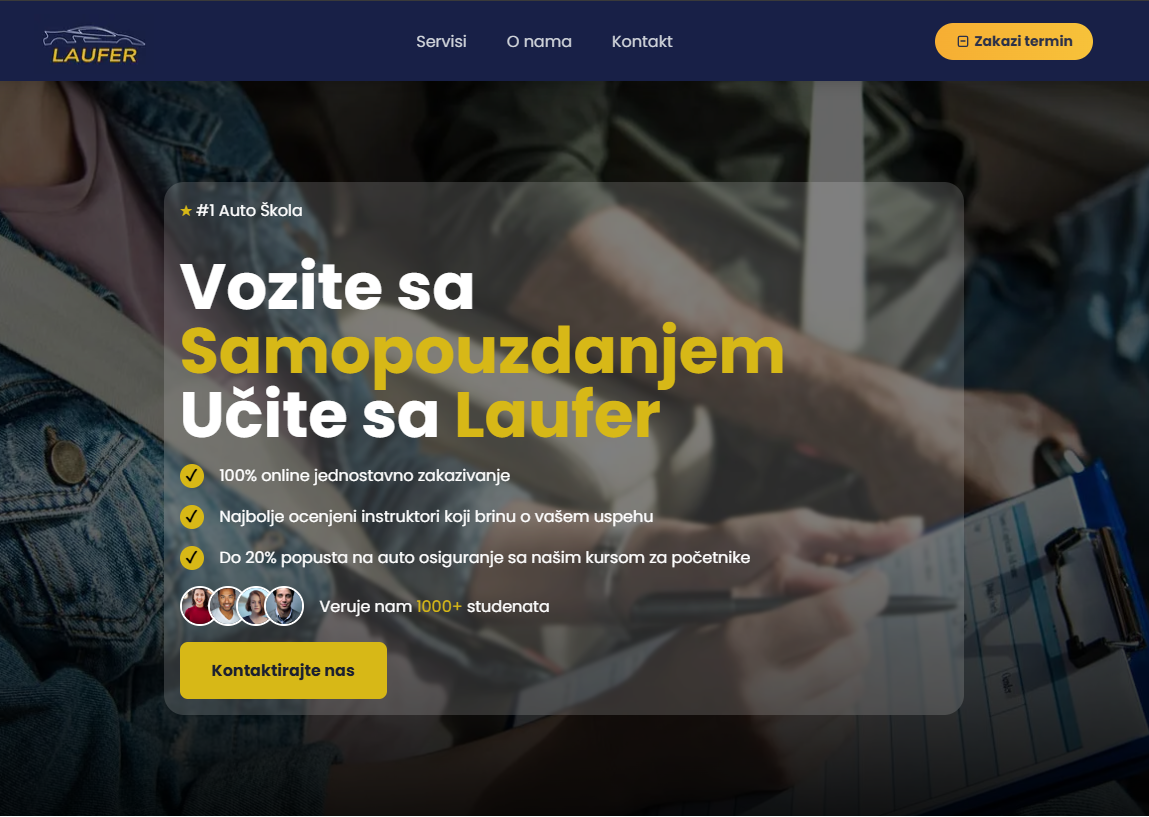 LAUFER
Servisi
O nama
Kontakt
Zakazi termin
★ #1 Auto Škola
Vozite sa
Samopouzdanjem
Učite sa Laufer
100% online jednostavno zakazivanje
Najbolje ocenjeni instruktori koji brinu o vašem uspehu
Do 20% popusta na auto osiguranje sa našim kursom za početnike
Veruje nam 1000+ studenata
Kontaktirajte nas